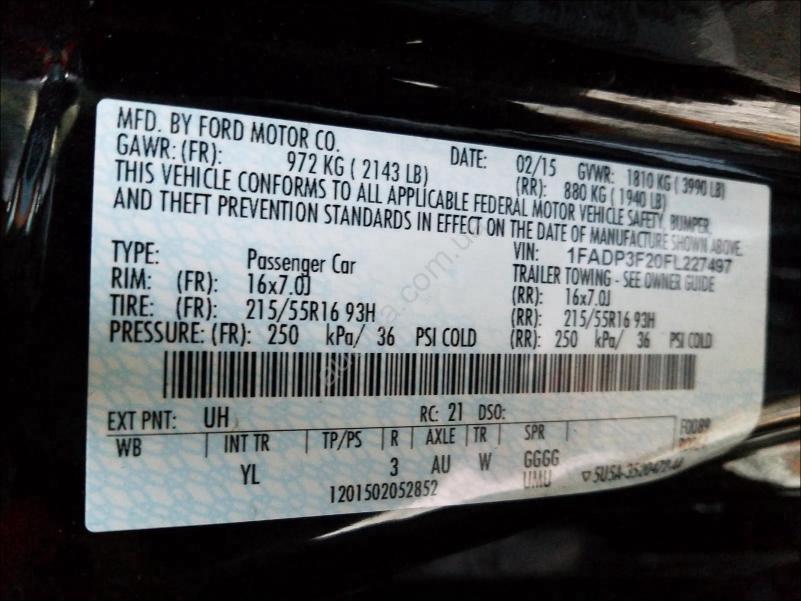 MFD. BY FORD MOTOR CO.
DATE: 02/15 GVWR: 1810 KG ( 3990 LB)
GAWR: (FR): 972 KG ( 2143 LB) (RR): 880 KG ( 1940 LB)
THIS VEHICLE CONFORMS TO ALL APPLICABLE FEDERAL MOTOR VEHICLE SAFETY, BUMPER,
AND THEFT PREVENTION STANDARDS IN EFFECT ON THE DATE OF MANUFACTURE SHOWN ABOVE.
VIN: 1FADP3F20FL227497
TYPE: Passenger Car TRAILER TOWING - SEE OWNER GUIDE
RIM: (FR): 16x7.0J (RR): 16x7.0J
TIRE: (FR): 215/55R16 93H (RR): 215/55R16 93H
PRESSURE: (FR): 250 kPa/ 36 PSI COLD (RR): 250 kPa/ 36 PSI COLD
EXT PNT: UH RC: 21 DSO:
WB INT TR TP/PS R AXLE TR SPR
YL 3 AU W GGGG
UMU
1201502052852